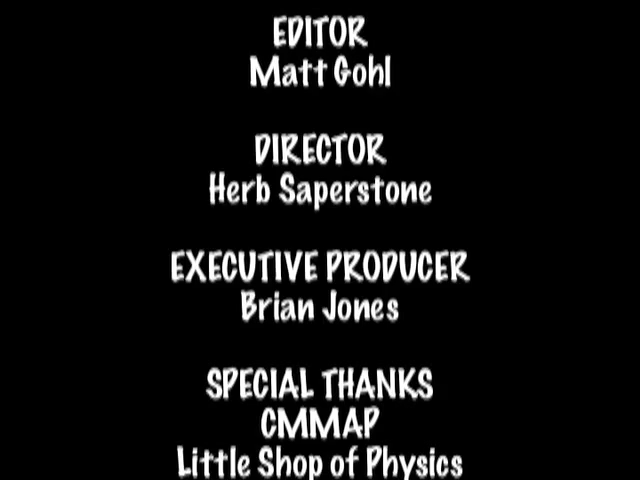 EDITOR
Matt Gohl
DIRECTOR
Herb Saperstone
EXECUTIVE PRODUCER
Brian Jones
SPECIAL THANKS
CMMAP
Little Shop of Physics